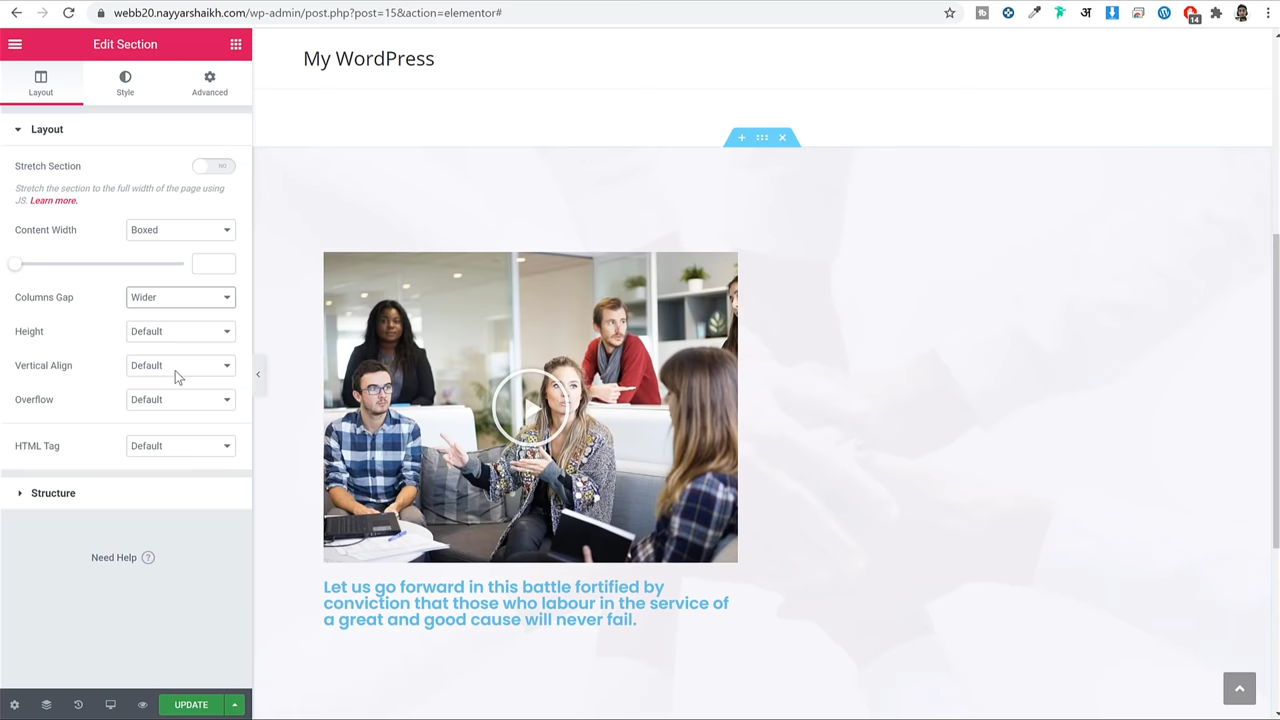 webb20.nayyarshaikh.com/wp-admin/post.php?post=15&action=elementor#
अ
14
Edit Section
My WordPress
Layout
Style
Advanced
Layout
Stretch Section
NO
Stretch the section to the full width of the page using
JS. Learn more.
Content Width
Boxed
Columns Gap
Wider
Height
Default
Vertical Align
Default
Overflow
Default
HTML Tag
Default
Structure
Need Help ?
Let us go forward in this battle fortified by
conviction that those who labour in the service of
a great and good cause will never fail.
UPDATE